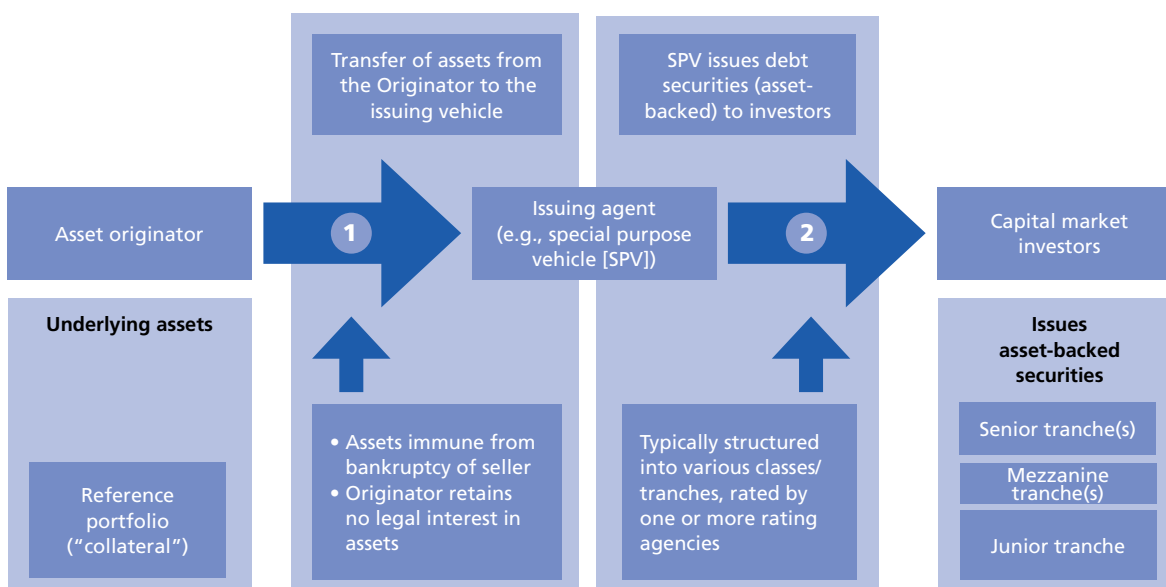 Transfer of assets from
the Originator to the
issuing vehicle
SPV issues debt
securities (asset-
backed) to investors
Asset originator
1
Issuing agent
(e.g., special purpose
vehicle [SPV])
2
Capital market
investors
Underlying assets
Reference
portfolio
(“collateral”)
• Assets immune from
bankruptcy of seller
• Originator retains
no legal interest in
assets
Typically structured
into various classes/
tranches, rated by
one or more rating
agencies
Issues
asset-backed
securities
Senior tranche(s)
Mezzanine
tranche(s)
Junior tranche